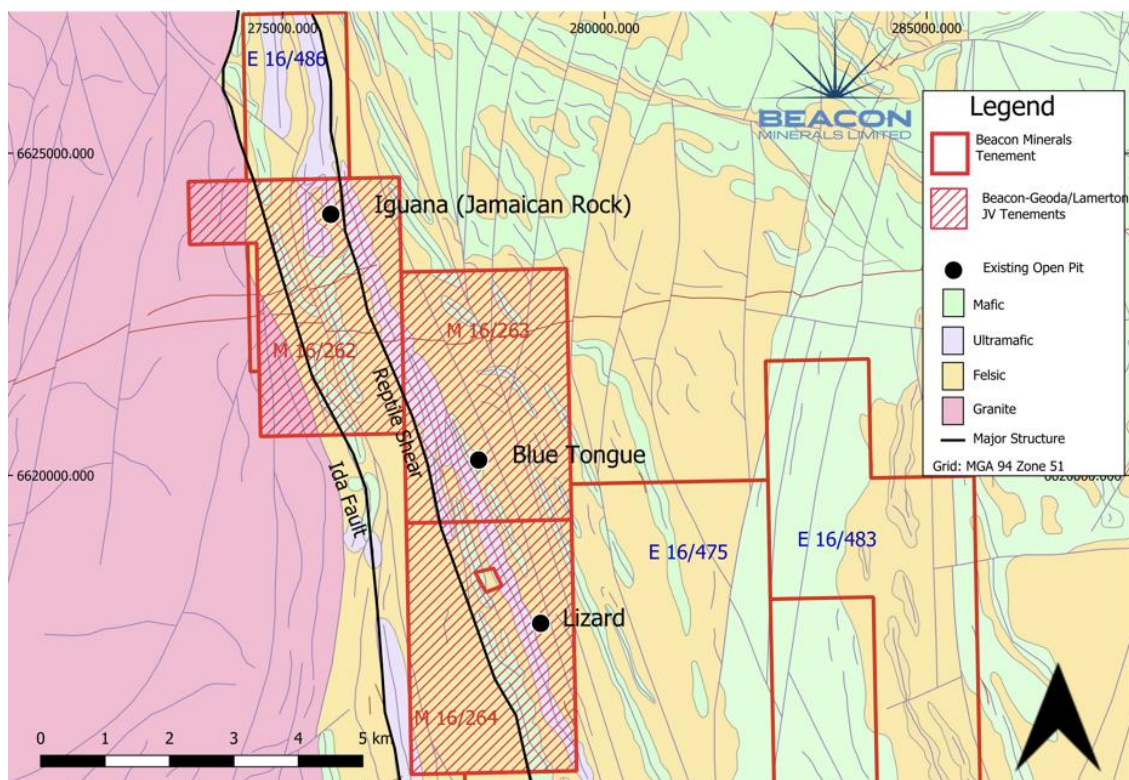 275000.000
280000.000
285000.000
E 16/486
BEACON
MINERALS LIMITED
6625000.000
Legend
Beacon Minerals
Tenement
Beacon-Geoda/Lamerton
JV Tenements
Existing Open Pit
Mafic
Ultramafic
Felsic
Granite
Major Structure
Grid: MGA 94 Zone 51
Iguana (Jamaican Rock)
M 16/263
M 16/262
Reptile Shear
Blue Tongue
6620000.000
Ida Fault
E 16/475
E 16/483
Lizard
M 16/264
0 1 2 3 4 5 km